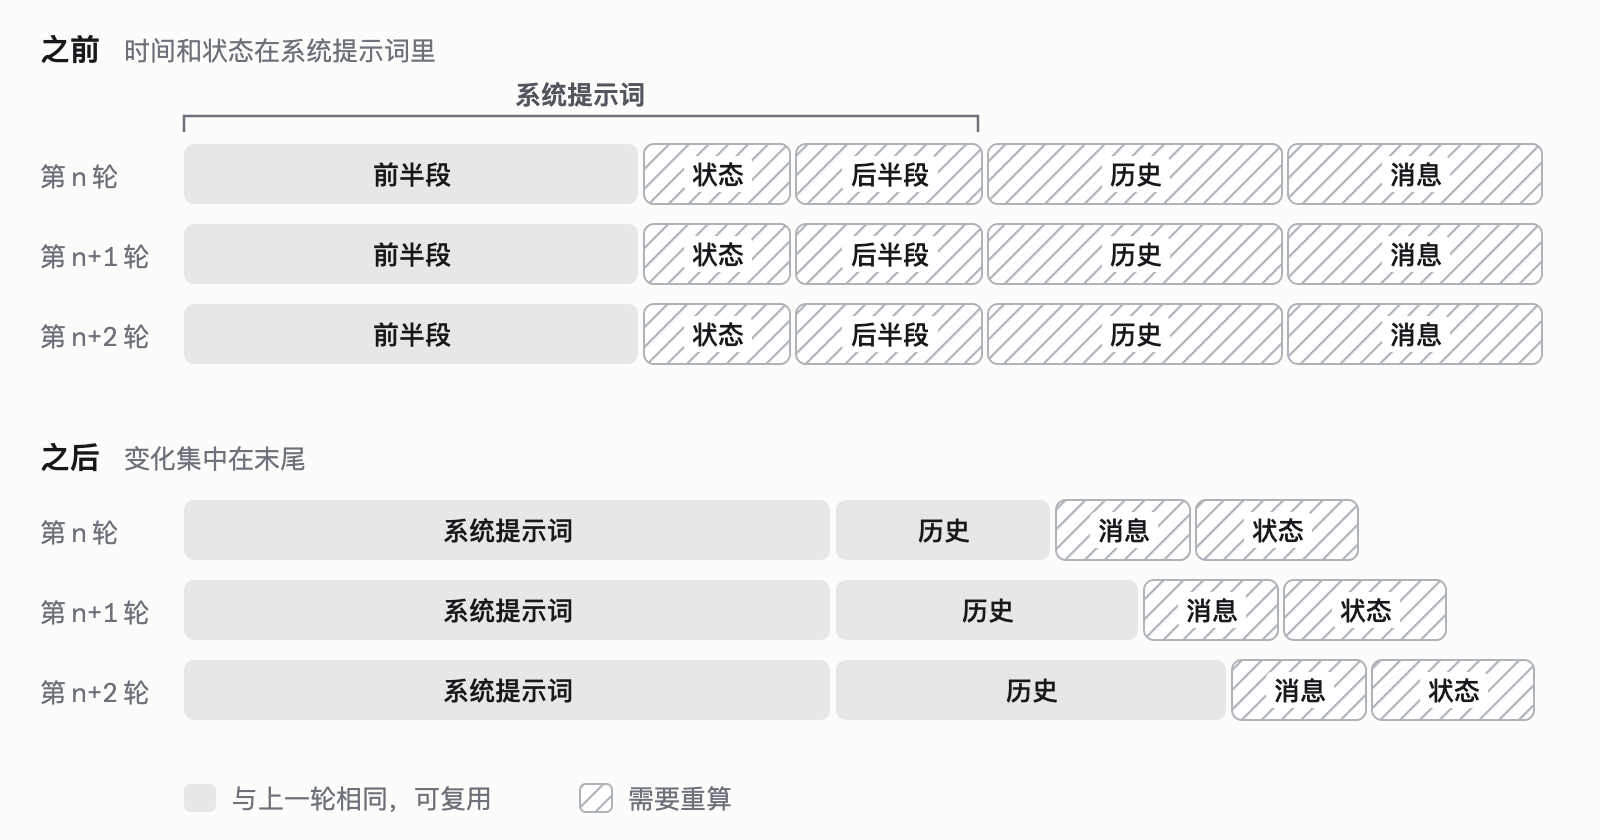 之前 时间和状态在系统提示词里
系统提示词
第 n 轮 前半段 状态 后半段 历史 消息
第 n+1 轮 前半段 状态 后半段 历史 消息
第 n+2 轮 前半段 状态 后半段 历史 消息
之后 变化集中在末尾
第 n 轮 系统提示词 历史 消息 状态
第 n+1 轮 系统提示词 历史 消息 状态
第 n+2 轮 系统提示词 历史 消息 状态
与上一轮相同，可复用 需要重算